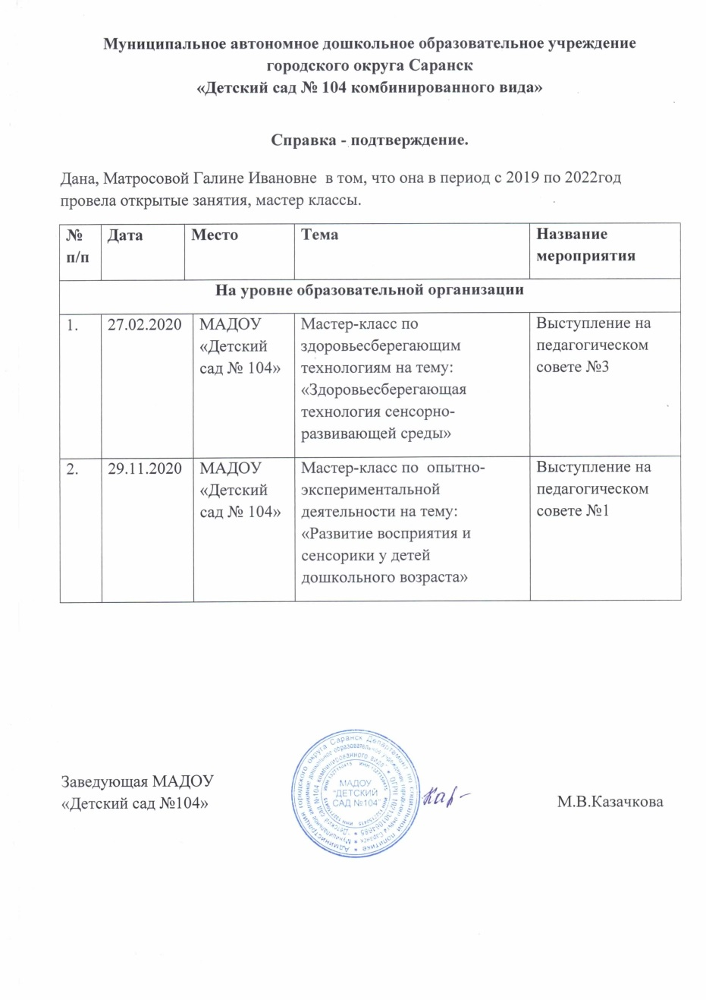 Муниципальное автономное дошкольное образовательное учреждение
городского округа Саранск
«Детский сад № 104 комбинированного вида»
Справка - подтверждение.
Дана, Матросовой Галине Ивановне в том, что она в период с 2019 по 2022год
провела открытые занятия, мастер классы.
№
п/п
Дата
Место
Тема
Название
мероприятия
На уровне образовательной организации
1.
27.02.2020
МАДОУ
«Детский
сад № 104»
Мастер-класс по
здоровьесберегающим
технологиям на тему:
«Здоровьесберегающая
технология сенсорно-
развивающей среды»
Выступление на
педагогическом
совете №3
2.
29.11.2020
МАДОУ
«Детский
сад № 104»
Мастер-класс по опытно-
экспериментальной
деятельности на тему:
«Развитие восприятия и
сенсорики у детей
дошкольного возраста»
Выступление на
педагогическом
совете №1
Заведующая МАДОУ
«Детский сад №104»
МАДОУ
"ДЕТСКИЙ
САД №104"
М.В.Казачкова